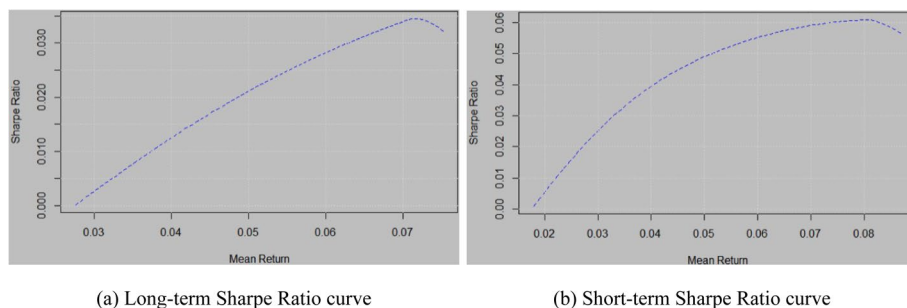 Sharpe Ratio
0.030
0.020
0.010
0.000
0.03 0.04 0.05 0.06 0.07
Mean Return
(a) Long-term Sharpe Ratio curve
Sharpe Ratio
0.06
0.05
0.04
0.03
0.02
0.01
0.00
0.02 0.03 0.04 0.05 0.06 0.07 0.08
Mean Return
(b) Short-term Sharpe Ratio curve